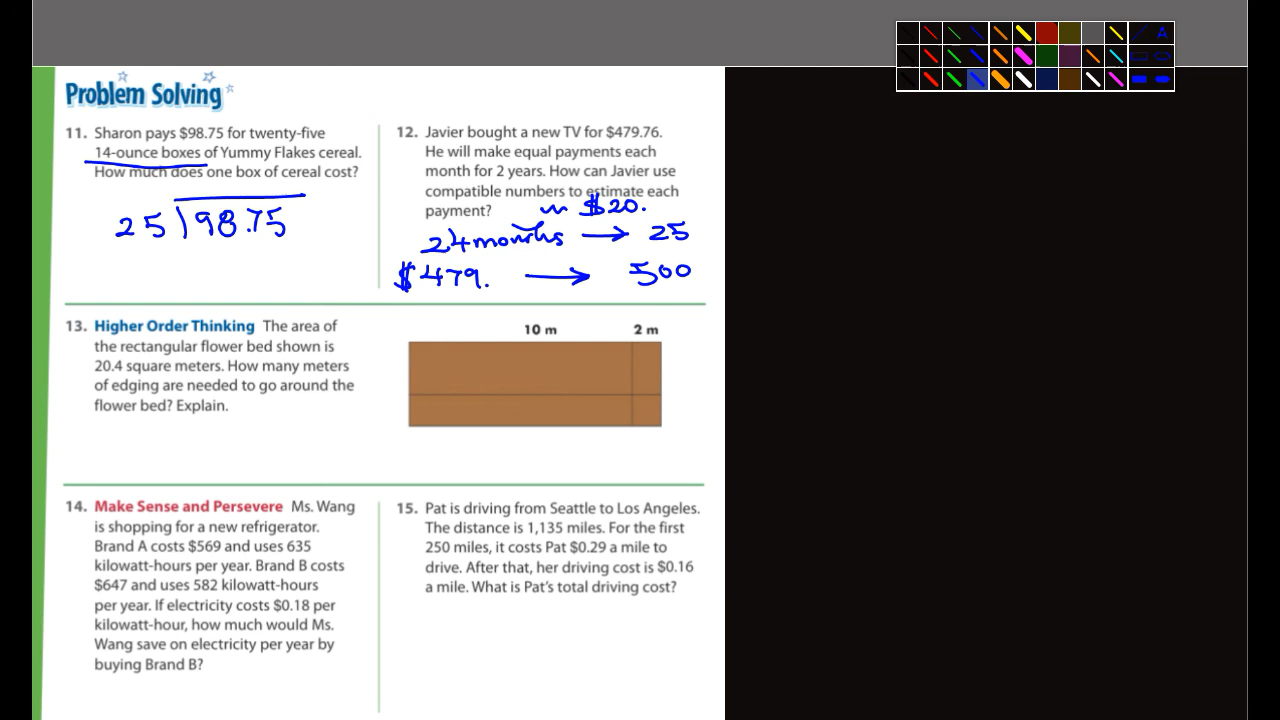 Problem Solving
11. Sharon pays $98.75 for twenty-five
14-ounce boxes of Yummy Flakes cereal.
How much does one box of cereal cost?
25 98.75
12. Javier bought a new TV for $479.76.
He will make equal payments each
month for 2 years. How can Javier use
compatible numbers to estimate each
payment?
~ $20.
24 months → 25
$479. → 500
13. Higher Order Thinking The area of
the rectangular flower bed shown is
20.4 square meters. How many meters
of edging are needed to go around the
flower bed? Explain.
10 m 2 m
14. Make Sense and Persevere Ms. Wang
is shopping for a new refrigerator.
Brand A costs $569 and uses 635
kilowatt-hours per year. Brand B costs
$647 and uses 582 kilowatt-hours
per year. If electricity costs $0.18 per
kilowatt-hour, how much would Ms.
Wang save on electricity per year by
buying Brand B?
15. Pat is driving from Seattle to Los Angeles.
The distance is 1,135 miles. For the first
250 miles, it costs Pat $0.29 a mile to
drive. After that, her driving cost is $0.16
a mile. What is Pat's total driving cost?
A